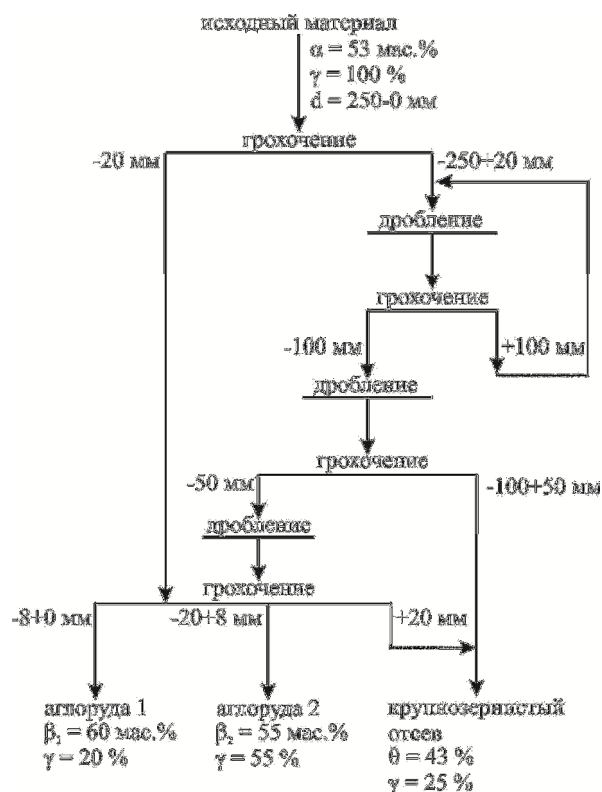 исходный материал
α = 53 мас.%
γ = 100 %
d = 250-0 мм
грохочение
-20 мм
-250+20 мм
дробление
грохочение
-100 мм
+100 мм
дробление
грохочение
-50 мм
-100+50 мм
дробление
грохочение
-8+0 мм
-20+8 мм
+20 мм
аглоруда 1
β₁ = 60 мас.%
γ = 20 %
аглоруда 2
β₂ = 55 мас.%
γ = 55 %
крупнозернистый
отсев
θ = 43 %
γ = 25 %